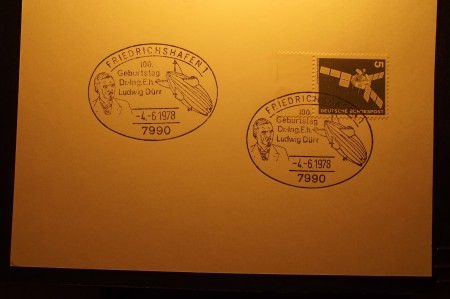 FRIEDRICHSHAFEN 1
100.
Geburtstag
Dr.-Ing. E.h.
Ludwig Dürr
-4.-6.1978
7990
5
DEUTSCHE BUNDESPOST
FRIEDRICHSHAFEN 1
100.
Geburtstag
Dr.-Ing. E.h.
Ludwig Dürr
-4.-6.1978
7990